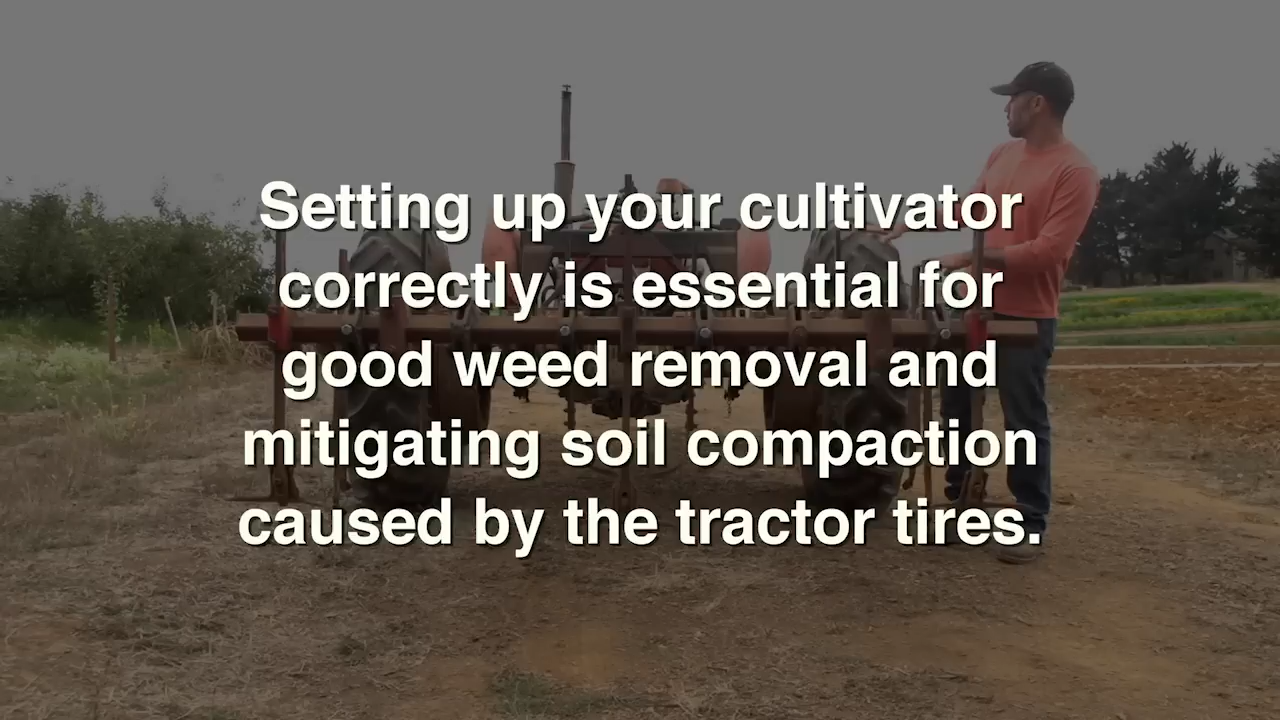 Setting up your cultivator
correctly is essential for
good weed removal and
mitigating soil compaction
caused by the tractor tires.